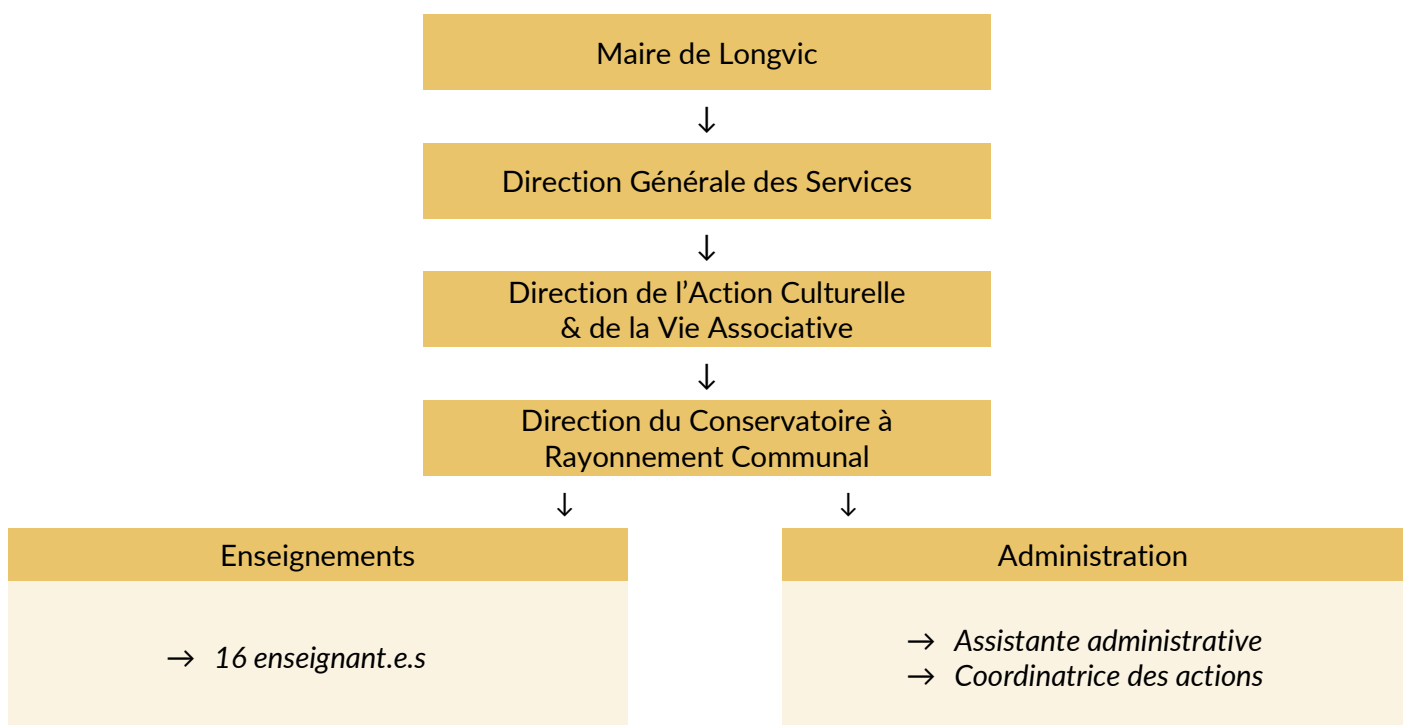 Maire de Longvic
↓
Direction Générale des Services
↓
Direction de l’Action Culturelle
& de la Vie Associative
↓
Direction du Conservatoire à
Rayonnement Communal
↓ ↓
Enseignements
→ 16 enseignant.e.s
Administration
→ Assistante administrative
→ Coordinatrice des actions